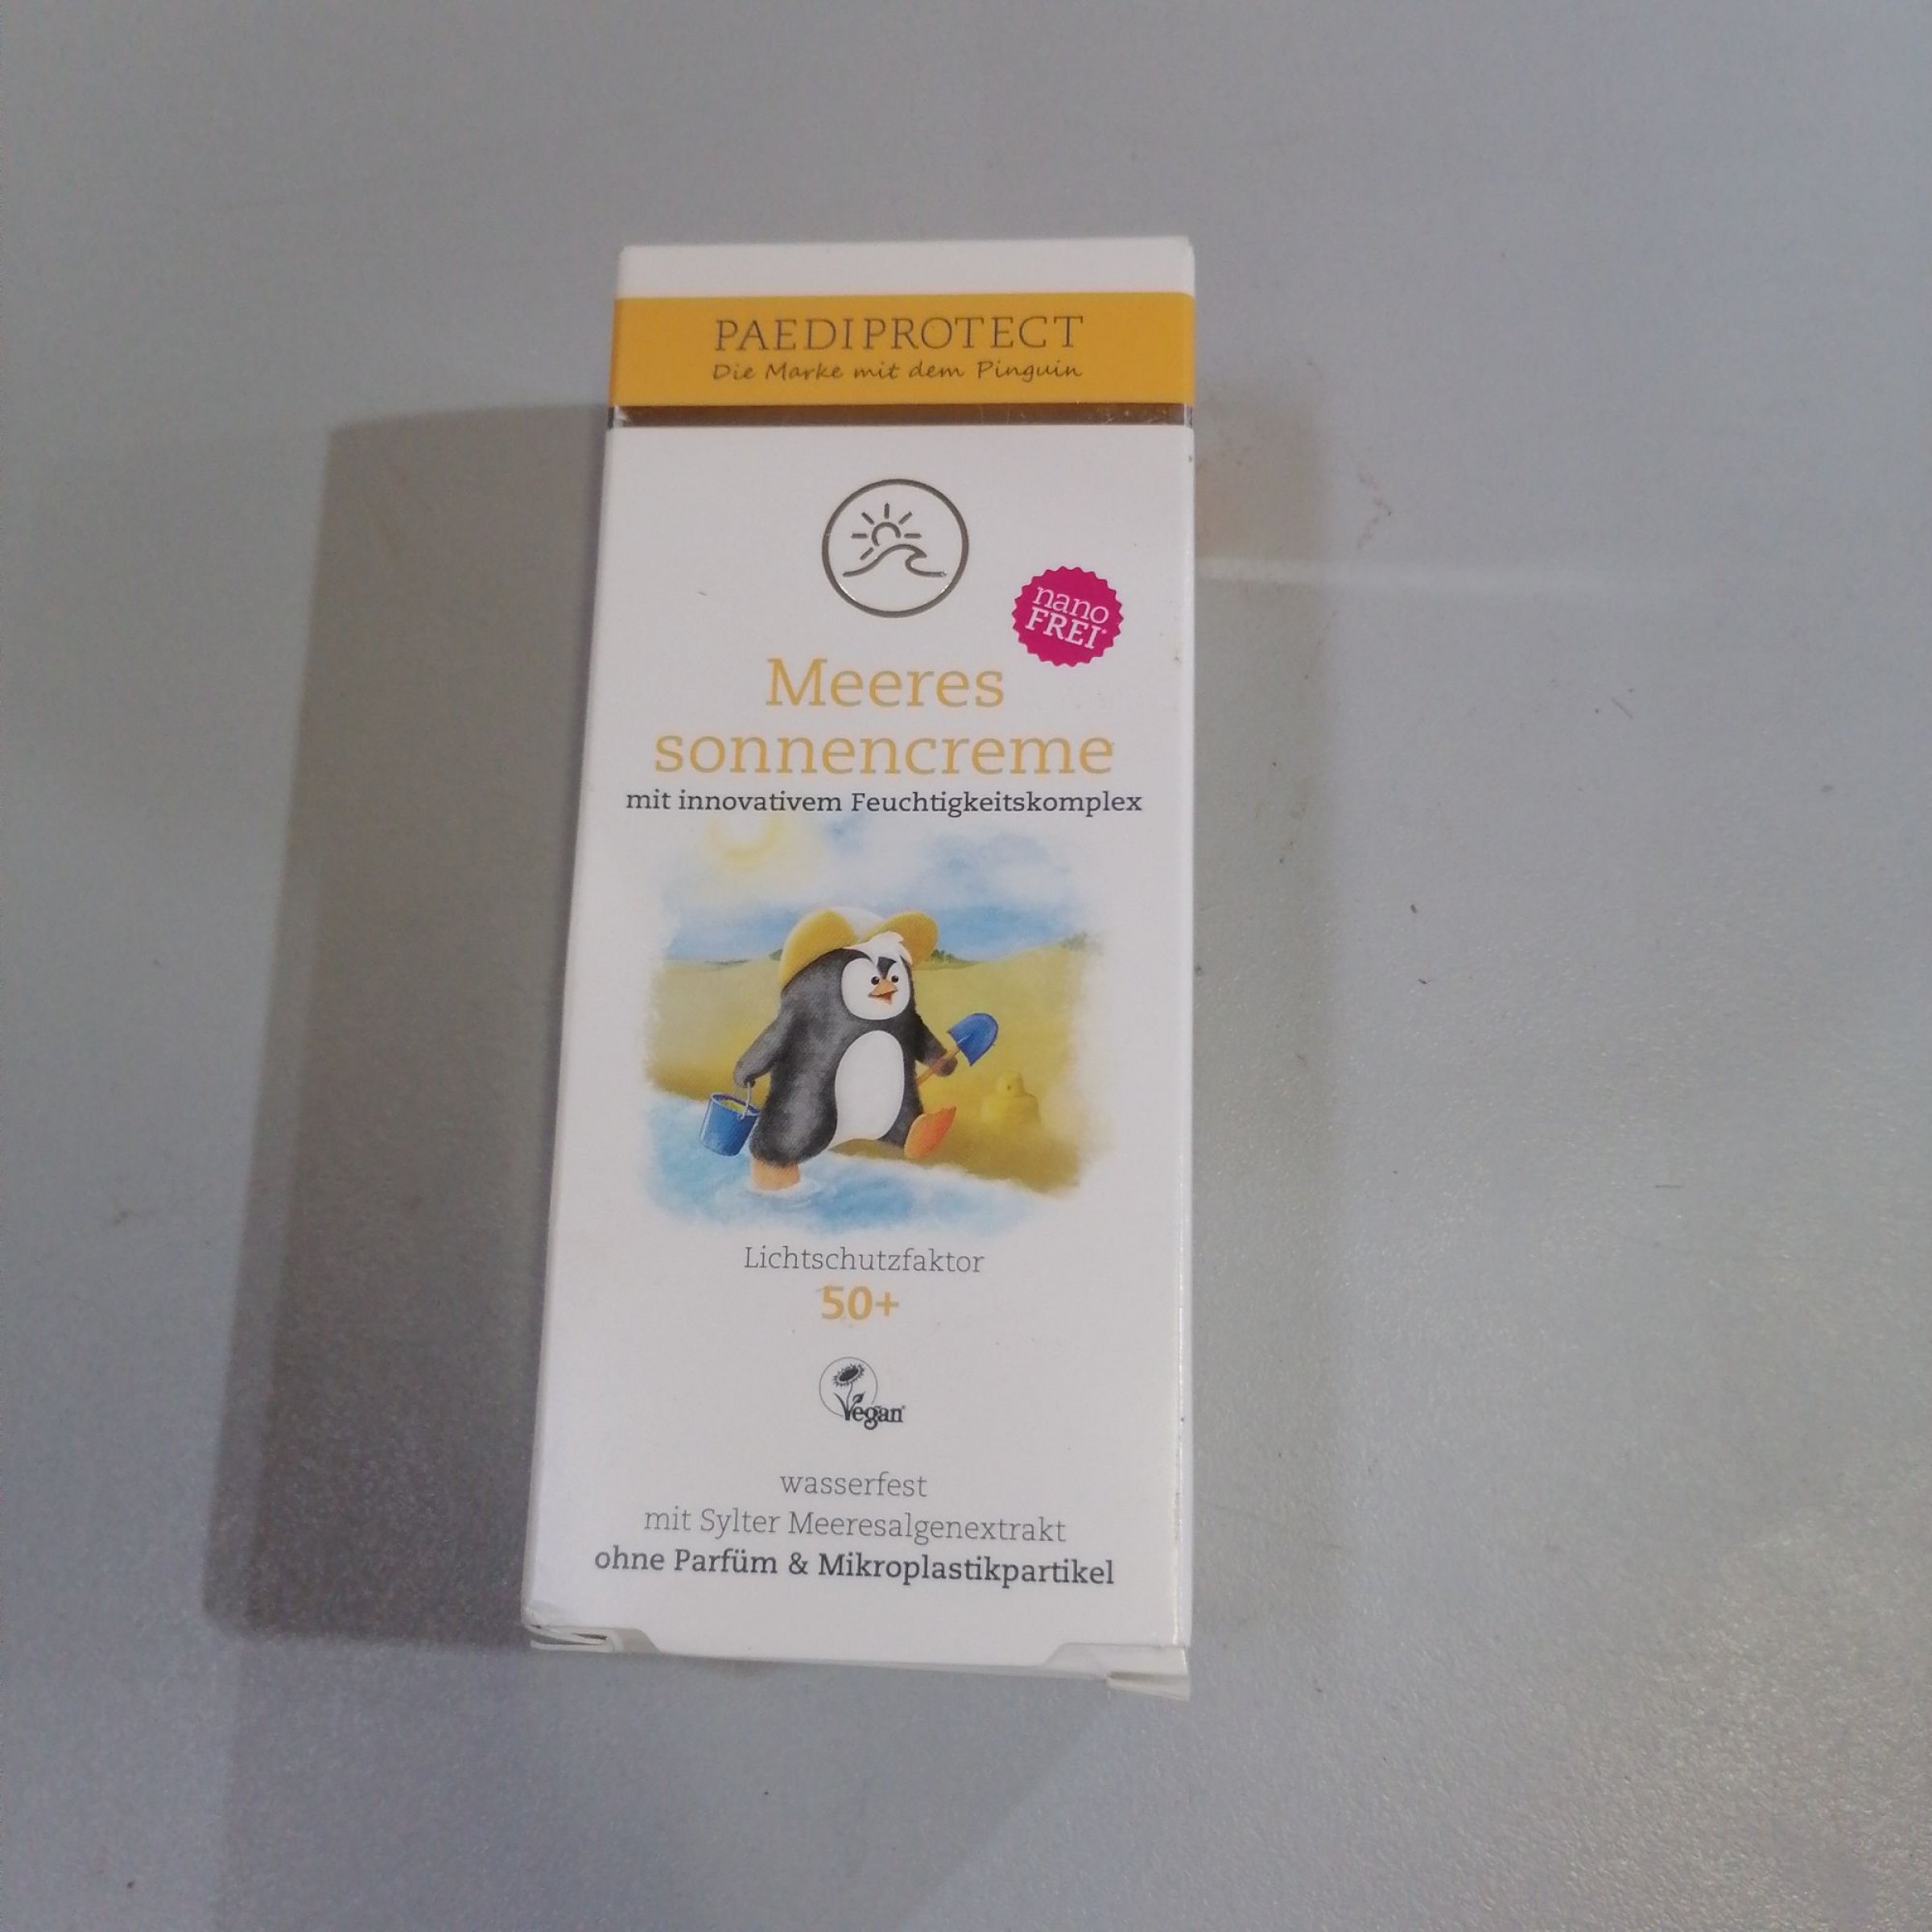 PAEDIPROTECT
Die Marke mit dem Pinguin
nano
FREI*
Meeres
sonnencreme
mit innovativem Feuchtigkeitskomplex
Lichtschutzfaktor
50+
Vegan
wasserfest
mit Sylter Meeresalgenextrakt
ohne Parfüm & Mikroplastikpartikel